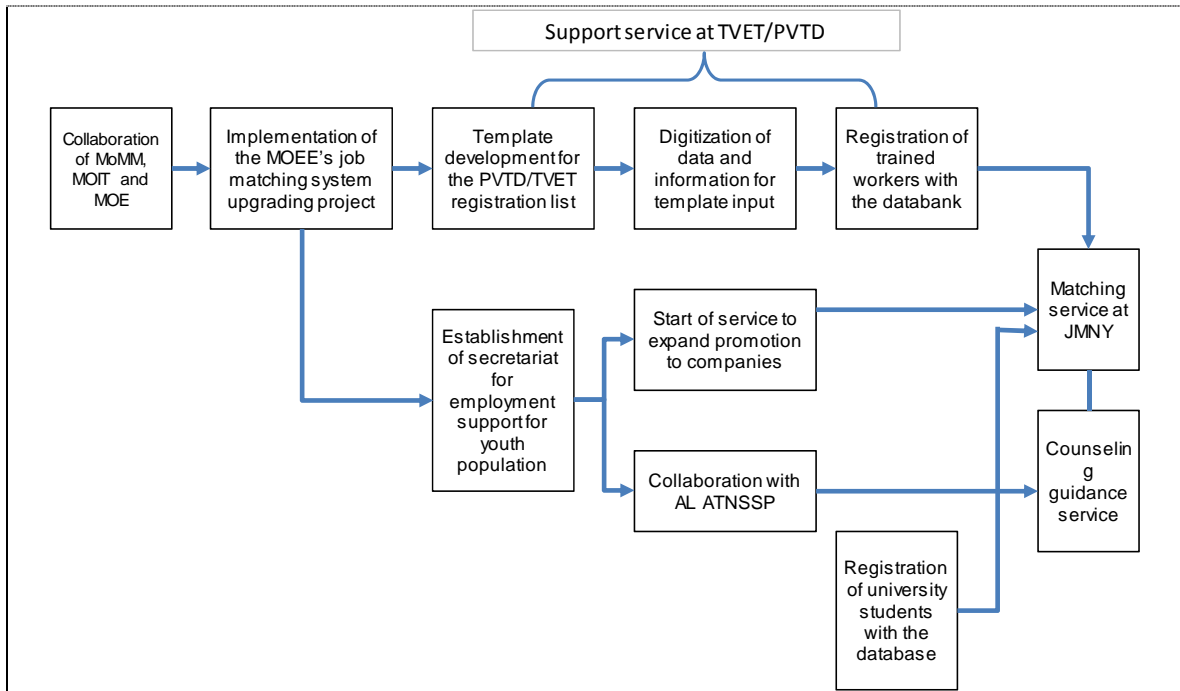 Support service at TVET/PVTD
Collaboration
of MoMM,
MOIT and
MOE
Implementation of
the MOEE's job
matching system
upgrading project
Template
development for
the PVTD/TVET
registration list
Digitization of
data and
information for
template input
Registration of
trained
workers with
the databank
Establishment
of secretariat
for
employment
support for
youth
population
Start of service to
expand promotion
to companies
Matching
service at
JMNY
Collaboration with
AL ATNSSP
Counselin
g
guidance
service
Registration
of university
students
with the
database